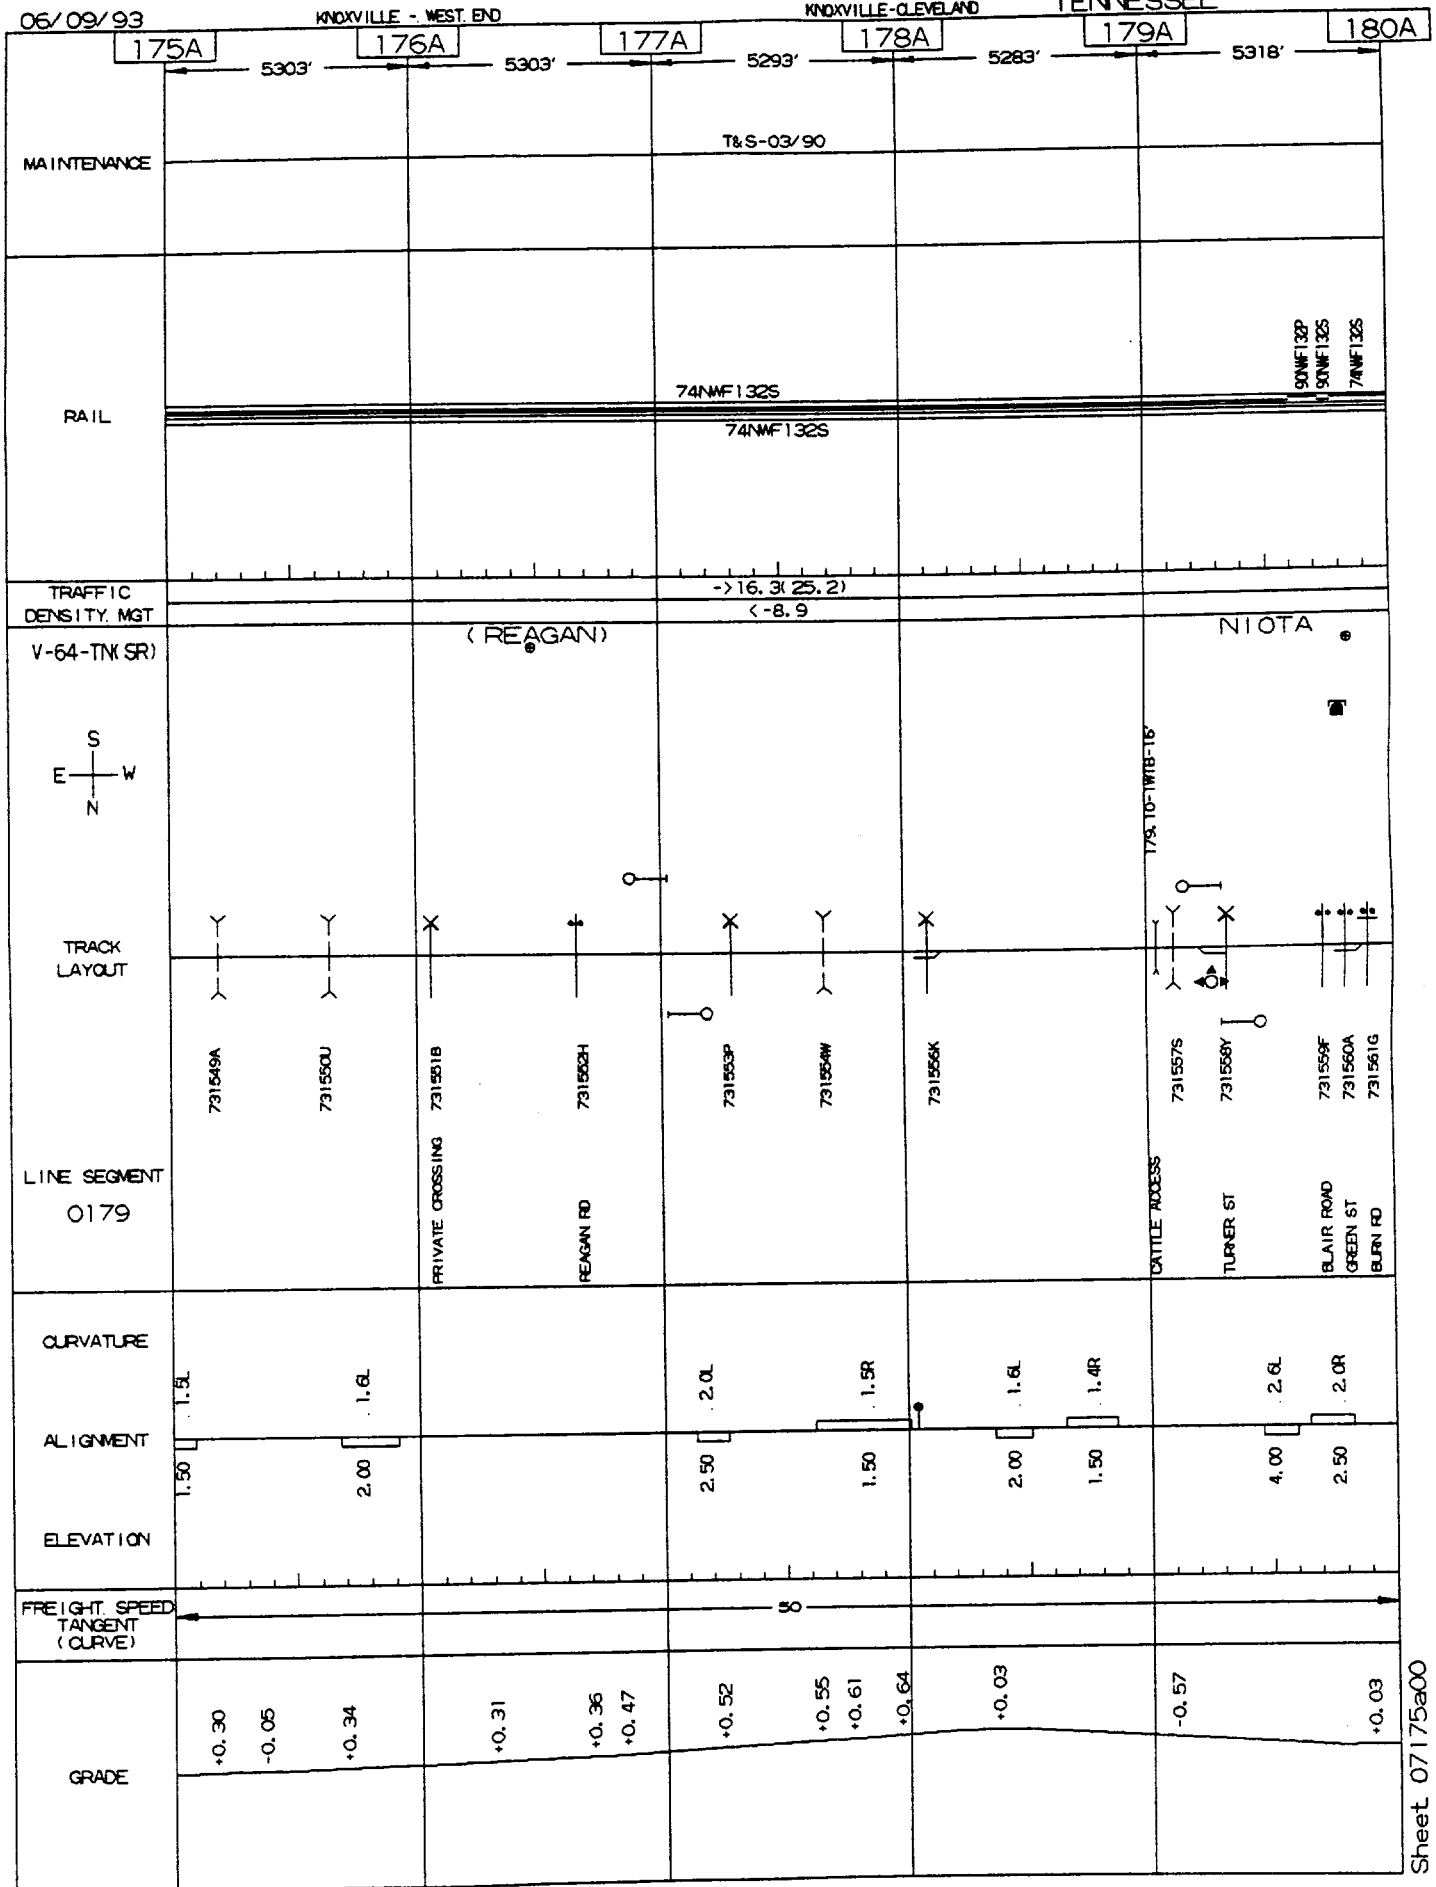 06/09/93
KNOXVILLE - WEST END
KNOXVILLE-CLEVELAND
TENNESSEE
175A
176A
177A
178A
179A
180A
5303'
5303'
5293'
5283'
5318'
MAINTENANCE
T&S-03/90
RAIL
74NWF132S
74NWF132S
90NWF132P
90NWF132S
74NWF132S
TRAFFIC
DENSITY. MGT
->16.3(25.2)
<-8.9
V-64-TN(SR)
(REAGAN)
NIOTA
S
E W
N
179.10-1WTB-16'
TRACK
LAYOUT
731549A
731550U
731551B
731552H
731553P
731554W
731556K
731557S
731558Y
731559F
731560A
731561G
LINE SEGMENT
0179
PRIVATE CROSSING
REAGAN RD
CATTLE ACCESS
TURNER ST
BLAIR ROAD
GREEN ST
BURN RD
CURVATURE
1.5L
1.6L
2.0L
1.5R
1.6L
1.4R
2.6L
2.0R
ALIGNMENT
1.50
2.00
2.50
1.50
2.00
1.50
4.00
2.50
ELEVATION
FREIGHT. SPEED
TANGENT
(CURVE)
50
GRADE
+0.30
-0.05
+0.34
+0.31
+0.36
+0.47
+0.52
+0.55
+0.61
+0.64
+0.03
-0.57
+0.03
Sheet 07175a00